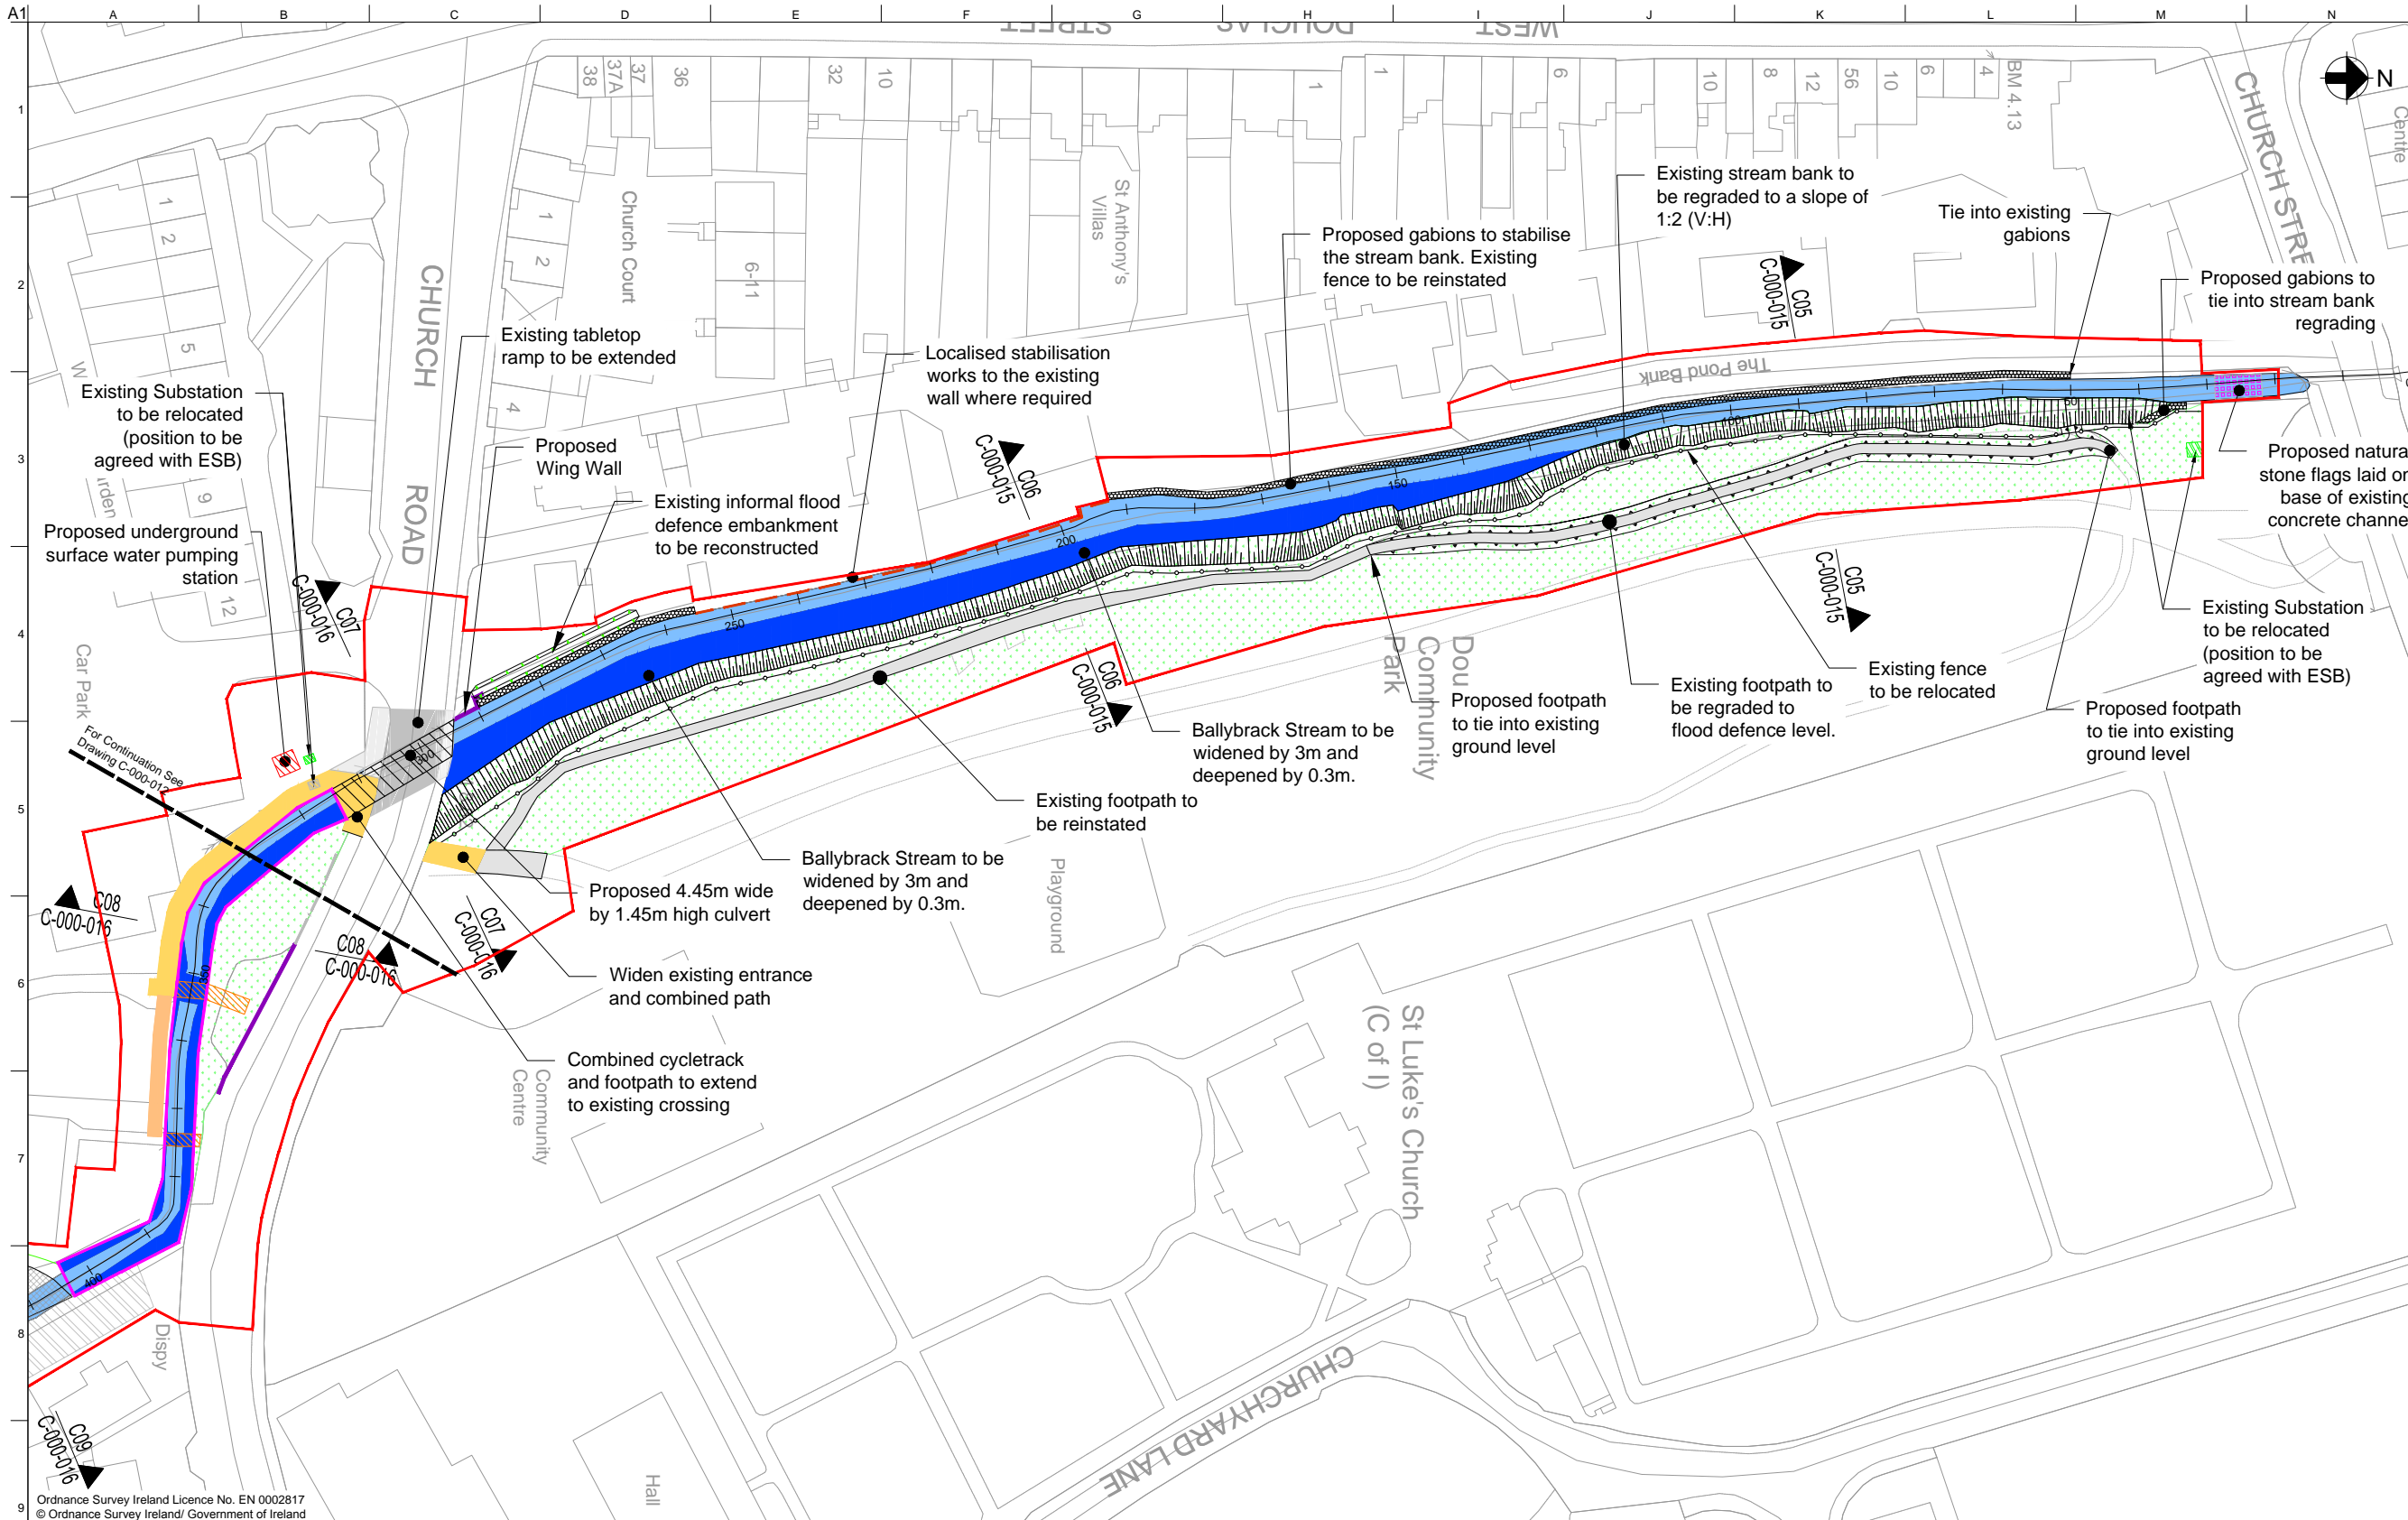 A1
A B C D E F G H I J K L M N
1
2
3
4
5
6
7
8
9
WEST DOUGLAS STREET
38
37A
37
36
32
10
1
1
6
10
8
12
56
10
6
4
BM 4.13
CHURCH STRE
Centre
N
1
2
5
9
12
1
2
4
Church Court
6-11
St Anthony's
Villas
CHURCH
ROAD
Existing stream bank to
be regraded to a slope of
1:2 (V:H)
Tie into existing
gabions
Proposed gabions to stabilise
the stream bank. Existing
fence to be reinstated
C05
C-000-015
Proposed gabions to
tie into stream bank
regrading
Existing tabletop
ramp to be extended
Localised stabilisation
works to the existing
wall where required
The Pond Bank
Existing Substation
to be relocated
(position to be
agreed with ESB)
Proposed
Wing Wall
C06
C-000-015
Existing informal flood
defence embankment
to be reconstructed
Proposed underground
surface water pumping
station
Proposed natura
stone flags laid on
base of existing
concrete channe
50
100
150
200
250
300
350
400
C07
C-000-016
C05
C-000-015
Existing Substation
to be relocated
(position to be
agreed with ESB)
Car Park
For Continuation See
Drawing C-000-012
Dou
Community
Park
C06
C-000-015
Proposed footpath
to tie into existing
ground level
Existing footpath to
be regraded to
flood defence level.
Existing fence
to be relocated
Proposed footpath
to tie into existing
ground level
Ballybrack Stream to be
widened by 3m and
deepened by 0.3m.
Existing footpath to
be reinstated
Ballybrack Stream to be
widened by 3m and
deepened by 0.3m.
Playground
Proposed 4.45m wide
by 1.45m high culvert
C08
C-000-016
C08
C-000-016
C07
C-000-016
Widen existing entrance
and combined path
Combined cycletrack
and footpath to extend
to existing crossing
Community
Centre
St Luke's Church
(C of I)
Dispy
CHURCHYARD LANE
Hall
C09
C-000-016
Ordnance Survey Ireland Licence No. EN 0002817
© Ordnance Survey Ireland/ Government of Ireland